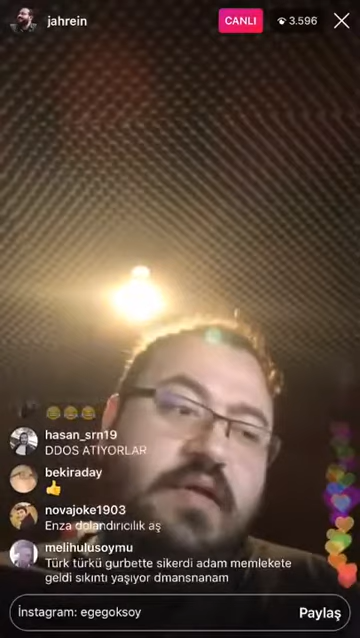 jahrein
CANLI
3.596
😂😂😂
hasan_srn19
DDOS ATIYORLAR
bekiraday
👍
novajoke1903
Enza dolandırıcılık aş
melihulusoymu
Türk türkü gurbette sikerdi adam memlekete
geldi sıkıntı yaşıyor dmansnanam
İnstagram: egegoksoy
Paylaş